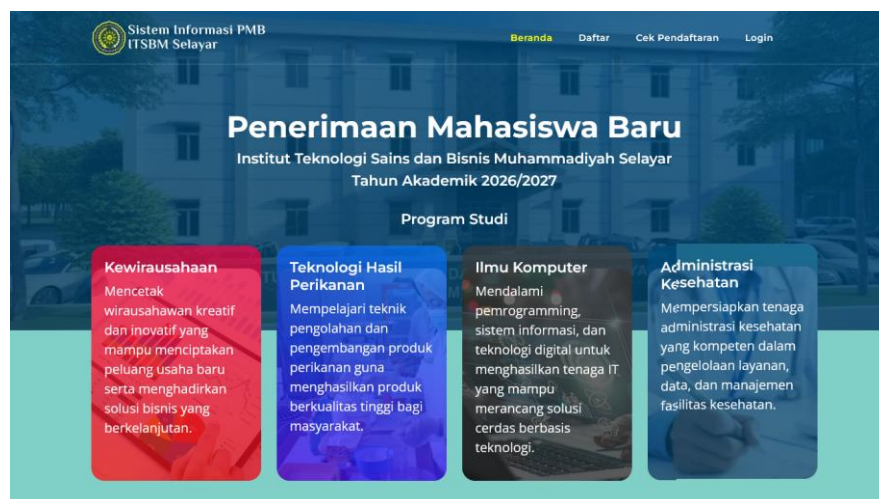 Sistem Informasi PMB
ITSBM Selayar
Beranda Daftar Cek Pendaftaran Login
Penerimaan Mahasiswa Baru
Institut Teknologi Sains dan Bisnis Muhammadiyah Selayar
Tahun Akademik 2026/2027
Program Studi
Kewirausahaan
Mencetak
wirausahawan kreatif
dan inovatif yang
mampu menciptakan
peluang usaha baru
serta menghadirkan
solusi bisnis yang
berkelanjutan.
Teknologi Hasil
Perikanan
Mempelajari teknik
pengolahan dan
pengembangan produk
perikanan guna
menghasilkan produk
berkualitas tinggi bagi
masyarakat.
Ilmu Komputer
Mendalami
pemrogramming,
sistem informasi, dan
teknologi digital untuk
menghasilkan tenaga IT
yang mampu
merancang solusi
cerdas berbasis
teknologi.
Administrasi
Kesehatan
Mempersiapkan tenaga
administrasi kesehatan
yang kompeten dalam
pengelolaan layanan,
data, dan manajemen
fasilitas kesehatan.